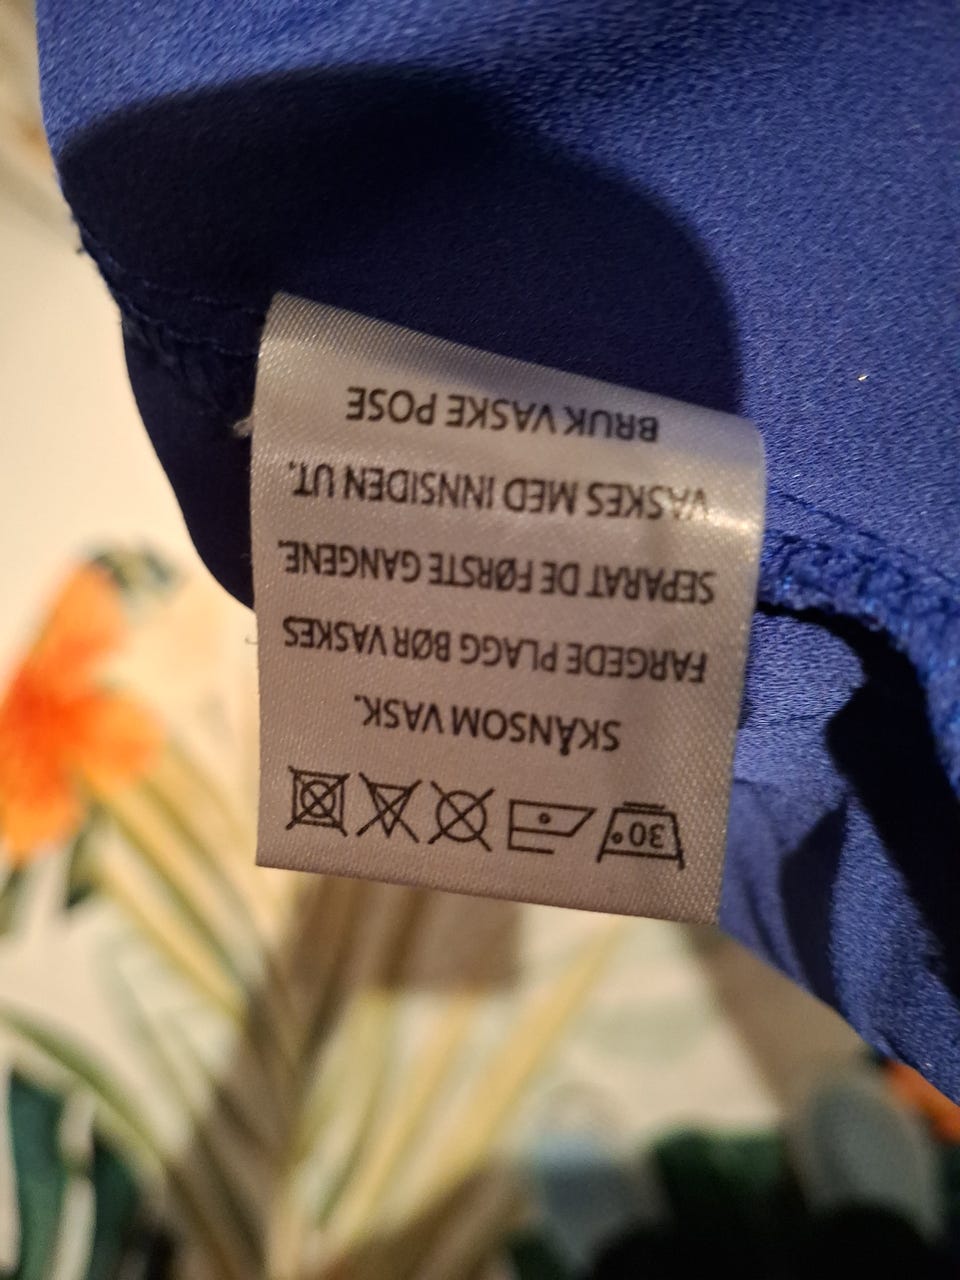 30°
SKÅNSOM VASK.
FARGEDE PLAGG BØR VASKES
SEPARAT DE FØRSTE GANGENE.
VASKES MED INNSIDEN UT.
BRUK VASKE POSE